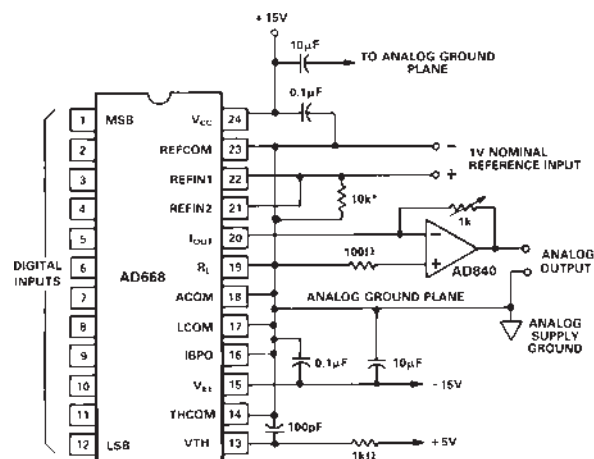 + 15V
10µF
TO ANALOG GROUND
PLANE
0.1µF
1 MSB VCC 24
2 REFCOM 23
3 REFIN1 22
4 REFIN2 21
5 IOUT 20
6 RL 19
7 ACOM 18
8 LCOM 17
9 IBPO 16
10 VEE 15
11 THCOM 14
12 LSB VTH 13
DIGITAL
INPUTS
AD668
−
1V NOMINAL
REFERENCE INPUT
+
10k*
1k
−
+
AD840
100Ω
ANALOG
OUTPUT
ANALOG GROUND PLANE
ANALOG
SUPPLY
GROUND
0.1µF
10µF
- 15V
100pF
1kΩ
+5V